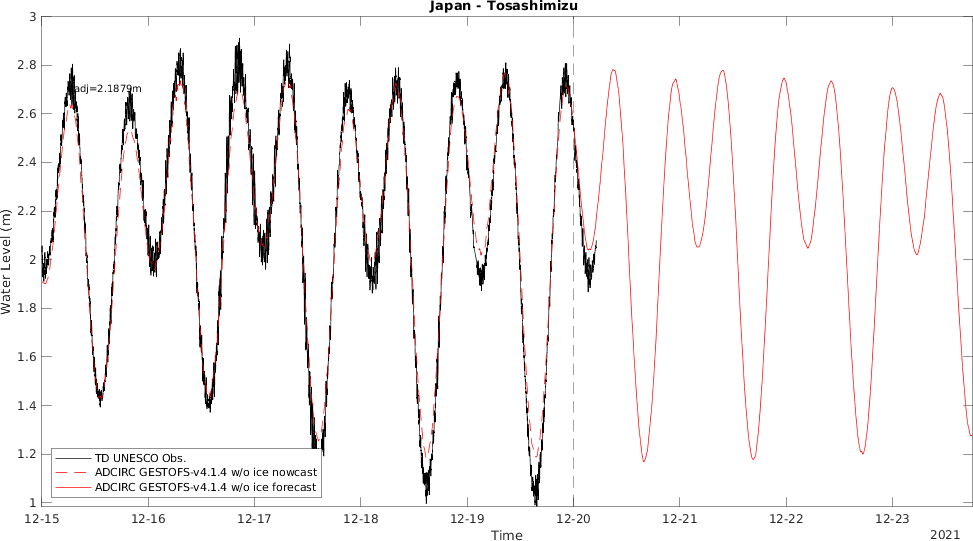 Japan - Tosashimizu
3
2.8
2.6
2.4
2.2
2
1.8
1.6
1.4
1.2
1
Water Level (m)
adj=2.1879m
TD UNESCO Obs.
ADCIRC GESTOFS-v4.1.4 w/o ice nowcast
ADCIRC GESTOFS-v4.1.4 w/o ice forecast
12-15 12-16 12-17 12-18 12-19 12-20 12-21 12-22 12-23
Time
2021